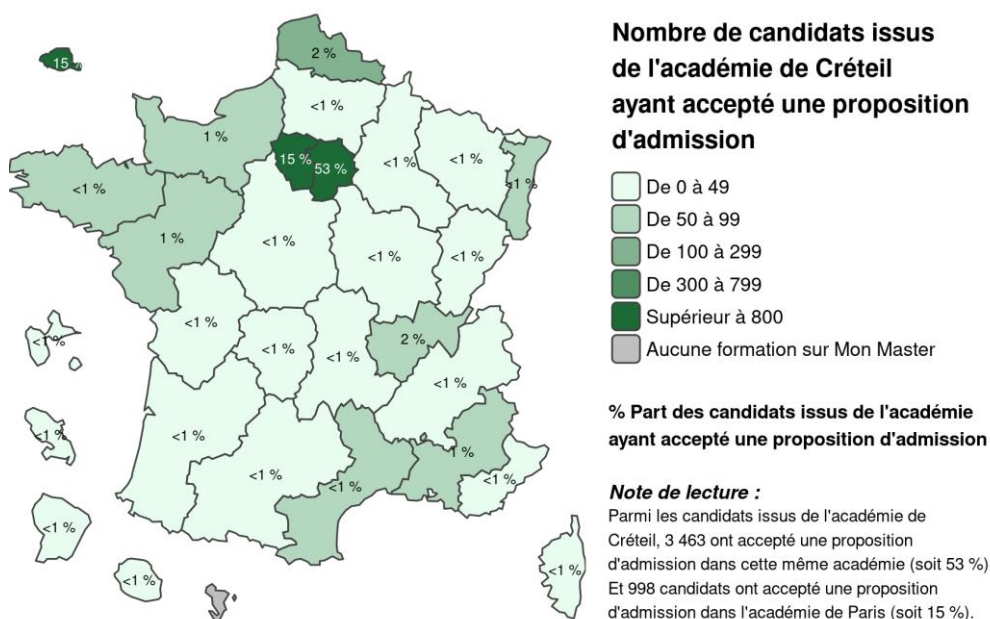 Nombre de candidats issus
de l'académie de Créteil
ayant accepté une proposition
d'admission
De 0 à 49
De 50 à 99
De 100 à 299
De 300 à 799
Supérieur à 800
Aucune formation sur Mon Master
% Part des candidats issus de l'académie
ayant accepté une proposition d'admission
Note de lecture :
Parmi les candidats issus de l'académie de
Créteil, 3 463 ont accepté une proposition
d'admission dans cette même académie (soit 53 %)
Et 998 candidats ont accepté une proposition
d'admission dans l'académie de Paris (soit 15 %).
2 %
15 %
<1 %
1 %
15 %
53 %
<1 %
<1 %
<1 %
<1 %
1 %
<1 %
<1 %
<1 %
<1 %
<1 %
2 %
<1 %
<1 %
<1 %
<1 %
<1 %
1 %
<1 %
<1 %
<1 %
<1 %
<1 %
<1 %